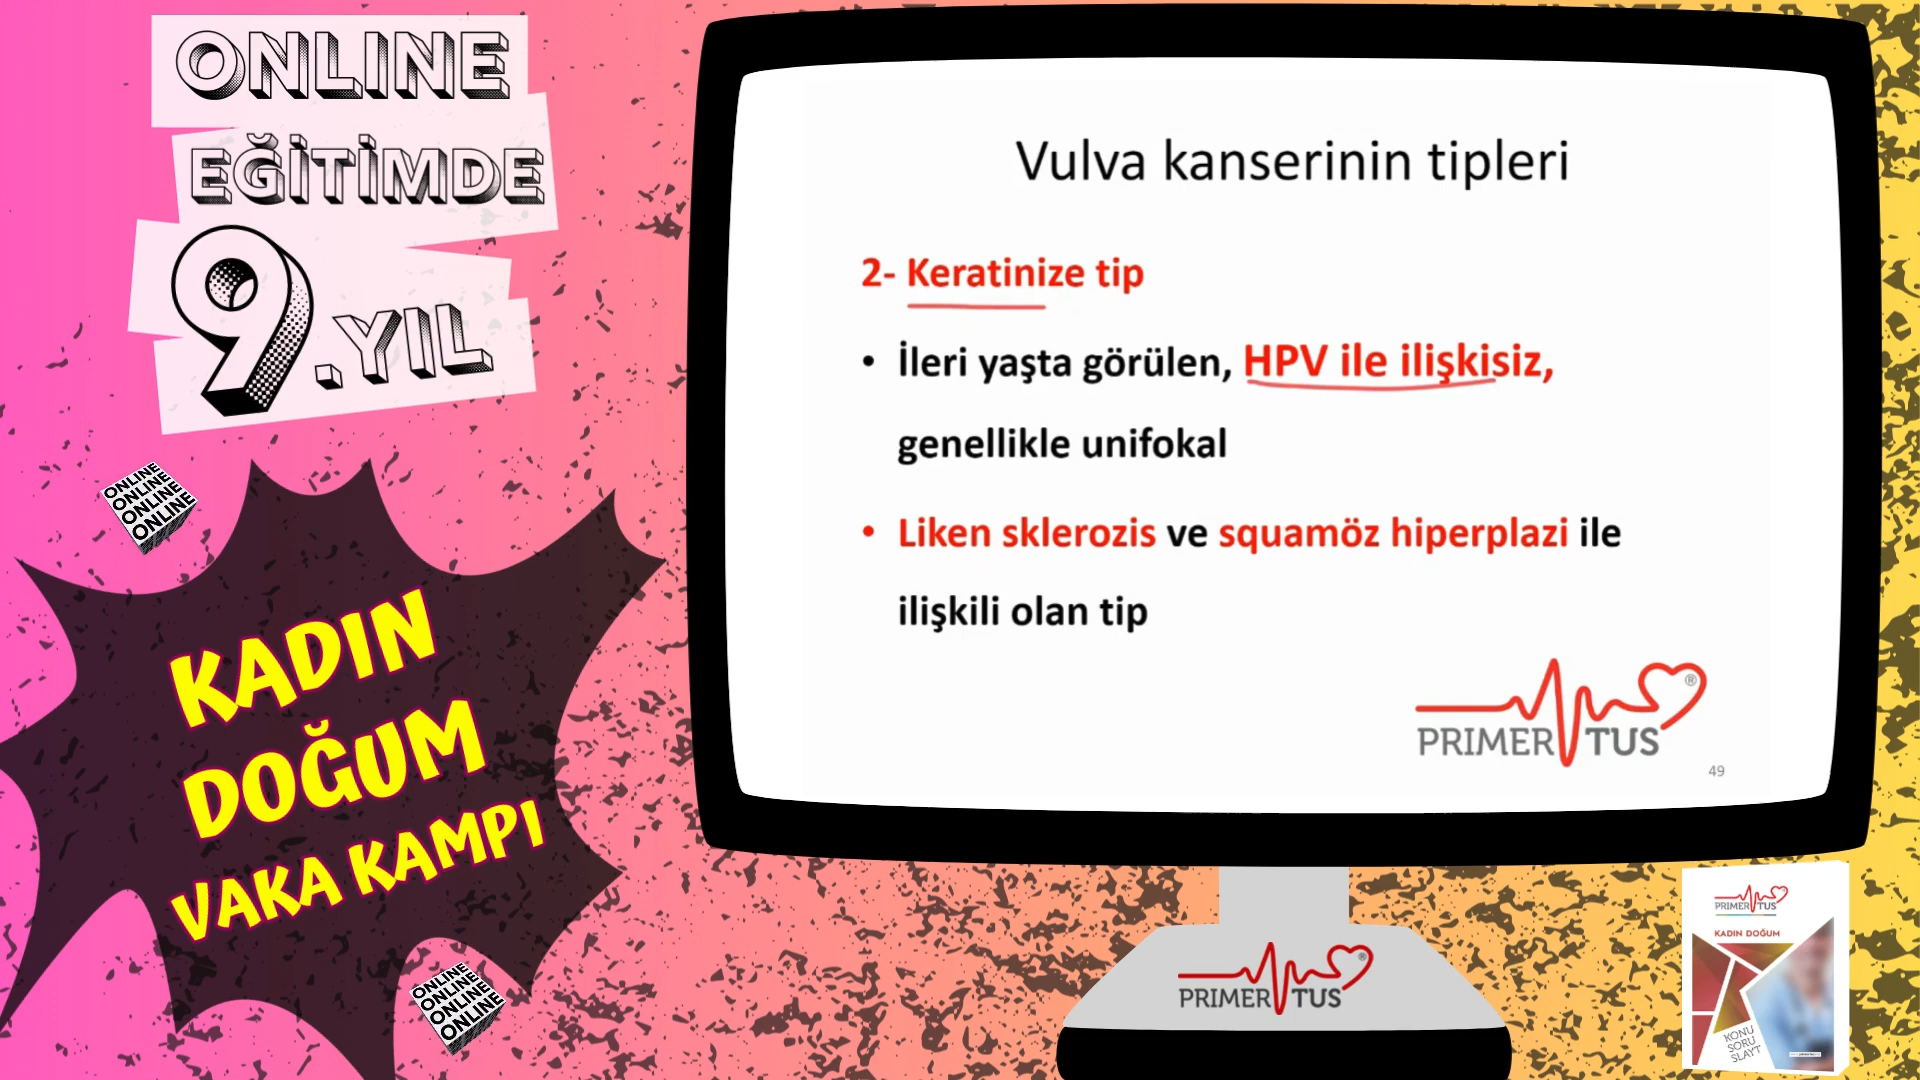 ONLINE
EĞİTİMDE
9.YIL
ONLINE
ONLINE
ONLINE
ONLINE
KADIN
DOĞUM
VAKA KAMPI
ONLINE
ONLINE
ONLINE
ONLINE
Vulva kanserinin tipleri
2- Keratinize tip
• İleri yaşta görülen, HPV ile ilişkisiz,
genellikle unifokal
• Liken sklerozis ve squamöz hiperplazi ile
ilişkili olan tip
PRIMER TUS ®
49
PRIMER TUS ®
PRIMER TUS
KADIN DOĞUM
KONU
SORU
SLAYT